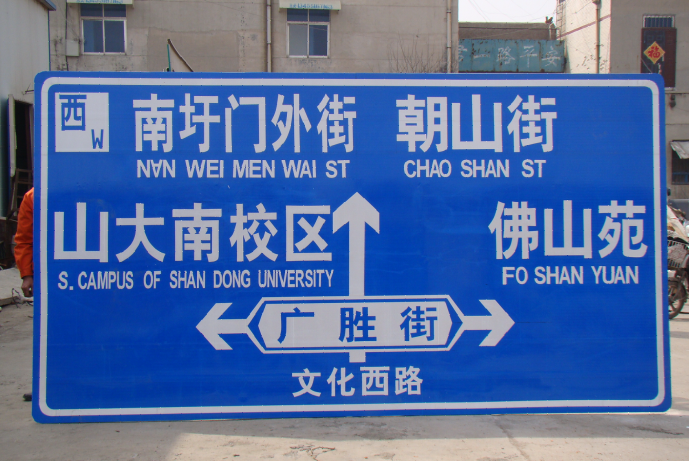 西 W
南圩门外街 朝山街
N∀N WEI MEN WAI ST CHAO SHAN ST
山大南校区 佛山苑
S. CAMPUS OF SHAN DONG UNIVERSITY FO SHAN YUAN
广胜街
文化西路
福